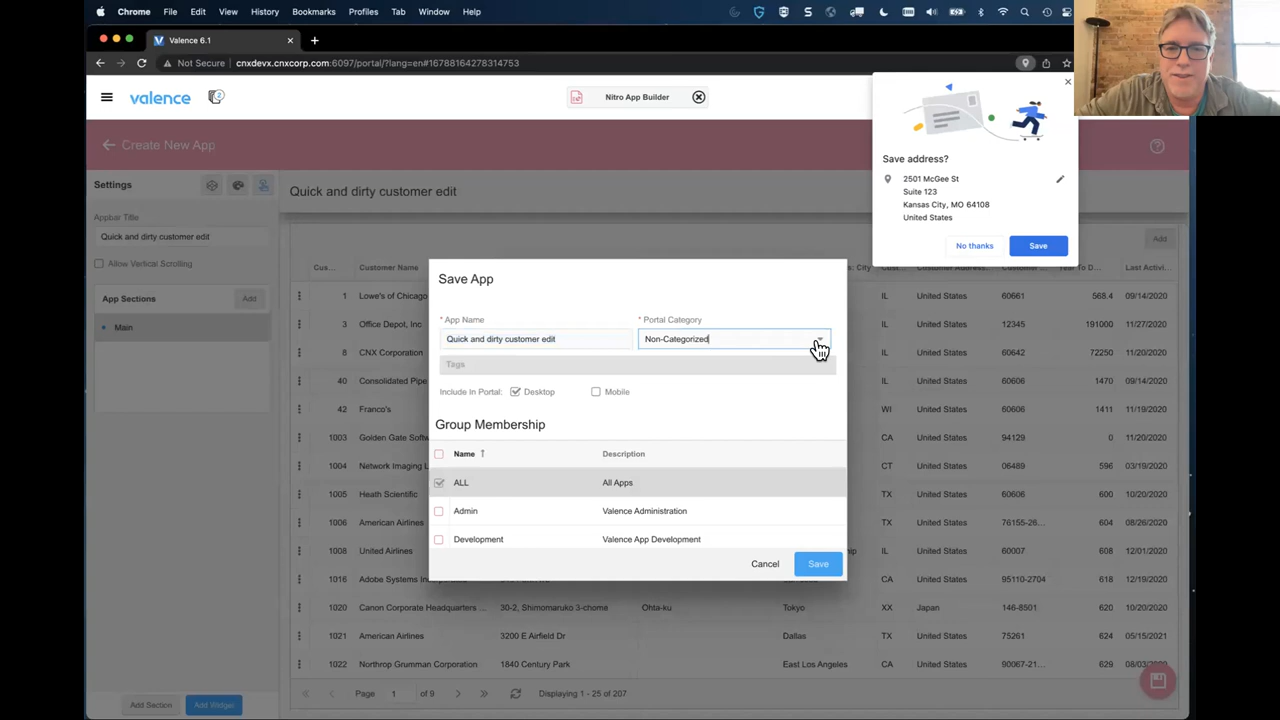 Chrome File Edit View History Bookmarks Profiles Tab Window Help
Valence 6.1
Not Secure cnxdevx.cnxcorp.com:6097/portal/?lang=en#16788164278314753
valence 2 Nitro App Builder
Create New App
Settings
Appbar Title
Quick and dirty customer edit
Allow Vertical Scrolling
App Sections Add
Main
Add Section Add Widget
Quick and dirty customer edit
Add
Cus... Customer Name City Cust... Customer Address... Customer ... Year To D... Last Activi...
1 Lowe's of Chicago IL United States 60661 568.4 09/14/2020
3 Office Depot, Inc IL United States 12345 191000 11/27/2020
8 CNX Corporation IL United States 60642 72250 11/20/2020
40 Consolidated Pipe IL United States 60606 1470 09/14/2020
42 Franco's WI United States 60606 1411 11/19/2020
1003 Golden Gate Softw CA United States 94129 0 11/20/2020
1004 Network Imaging L CT United States 06489 596 03/19/2020
1005 Heath Scientific TX United States 60606 600 10/20/2020
1006 American Airlines TX United States 76155-26... 604 08/26/2020
1008 United Airlines IL United States 60007 608 12/01/2020
1016 Adobe Systems CA United States 95110-2704 618 12/19/2020
1020 Canon Corporate Headquarters ... 30-2, Shimomaruko 3-chome Ohta-ku Tokyo XX Japan 146-8501 620 10/20/2020
1021 American Airlines 3200 E Airfield Dr Dallas TX United States 75261 624 05/15/2021
1022 Northrop Grumman Corporation 1840 Century Park East Los Angeles CA United States 90067-21... 629
Page 1 of 9 Displaying 1 - 25 of 207
Save App
* App Name * Portal Category
Quick and dirty customer edit Non-Categorized
Tags
Include In Portal: Desktop Mobile
Group Membership
Name Description
ALL All Apps
Admin Valence Administration
Development Valence App Development
Cancel Save
Save address?
2501 McGee St
Suite 123
Kansas City, MO 64108
United States
No thanks Save